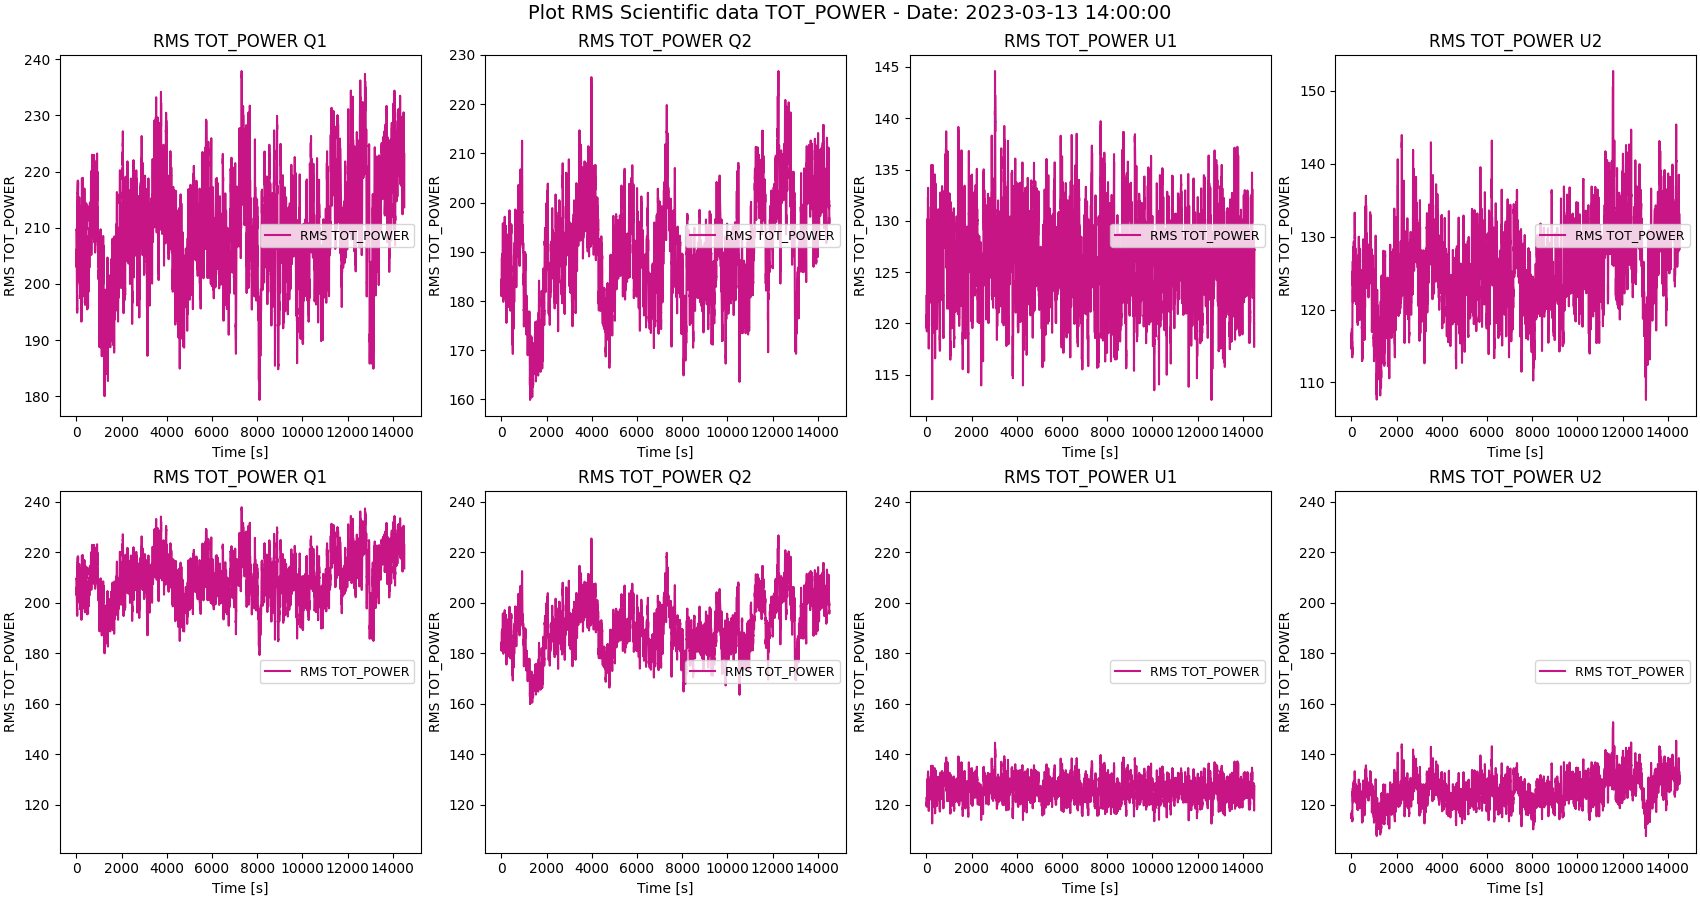 Plot RMS Scientific data TOT_POWER - Date: 2023-03-13 14:00:00
RMS TOT_POWER Q1
RMS TOT_POWER
240
230
220
210
200
190
180
RMS TOT_POWER
0 2000 4000 6000 8000 10000 12000 14000
Time [s]
RMS TOT_POWER Q2
RMS TOT_POWER
230
220
210
200
190
180
170
160
RMS TOT_POWER
0 2000 4000 6000 8000 10000 12000 14000
Time [s]
RMS TOT_POWER U1
RMS TOT_POWER
145
140
135
130
125
120
115
RMS TOT_POWER
0 2000 4000 6000 8000 10000 12000 14000
Time [s]
RMS TOT_POWER U2
RMS TOT_POWER
150
140
130
120
110
RMS TOT_POWER
0 2000 4000 6000 8000 10000 12000 14000
Time [s]
RMS TOT_POWER Q1
RMS TOT_POWER
240
220
200
180
160
140
120
RMS TOT_POWER
0 2000 4000 6000 8000 10000 12000 14000
Time [s]
RMS TOT_POWER Q2
RMS TOT_POWER
240
220
200
180
160
140
120
RMS TOT_POWER
0 2000 4000 6000 8000 10000 12000 14000
Time [s]
RMS TOT_POWER U1
RMS TOT_POWER
240
220
200
180
160
140
120
RMS TOT_POWER
0 2000 4000 6000 8000 10000 12000 14000
Time [s]
RMS TOT_POWER U2
RMS TOT_POWER
240
220
200
180
160
140
120
RMS TOT_POWER
0 2000 4000 6000 8000 10000 12000 14000
Time [s]